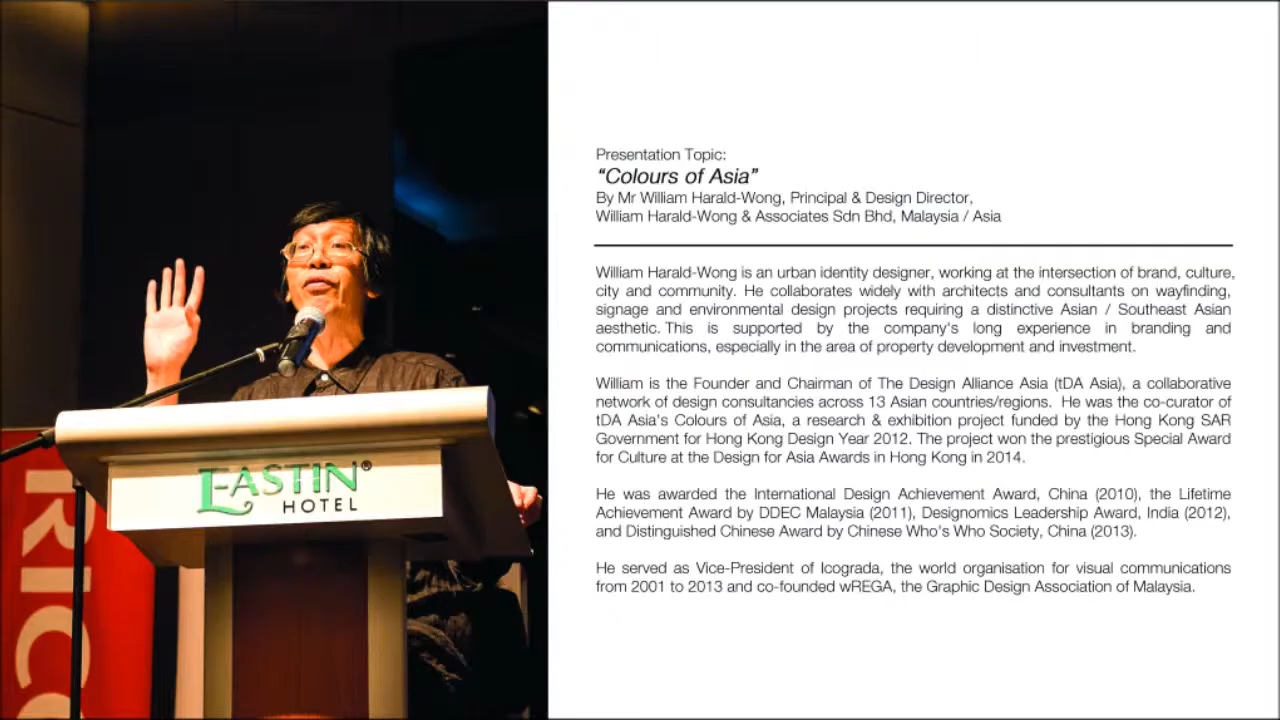 EASTIN®
HOTEL
Presentation Topic:
“Colours of Asia”
By Mr William Harald-Wong, Principal & Design Director,
William Harald-Wong & Associates Sdn Bhd, Malaysia / Asia
William Harald-Wong is an urban identity designer, working at the intersection of brand, culture,
city and community. He collaborates widely with architects and consultants on wayfinding,
signage and environmental design projects requiring a distinctive Asian / Southeast Asian
aesthetic. This is supported by the company's long experience in branding and
communications, especially in the area of property development and investment.
William is the Founder and Chairman of The Design Alliance Asia (tDA Asia), a collaborative
network of design consultancies across 13 Asian countries/regions. He was the co-curator of
tDA Asia's Colours of Asia, a research & exhibition project funded by the Hong Kong SAR
Government for Hong Kong Design Year 2012. The project won the prestigious Special Award
for Culture at the Design for Asia Awards in Hong Kong in 2014.
He was awarded the International Design Achievement Award, China (2010), the Lifetime
Achievement Award by DDEC Malaysia (2011), Designomics Leadership Award, India (2012),
and Distinguished Chinese Award by Chinese Who's Who Society, China (2013).
He served as Vice-President of Icograda, the world organisation for visual communications
from 2001 to 2013 and co-founded wREGA, the Graphic Design Association of Malaysia.